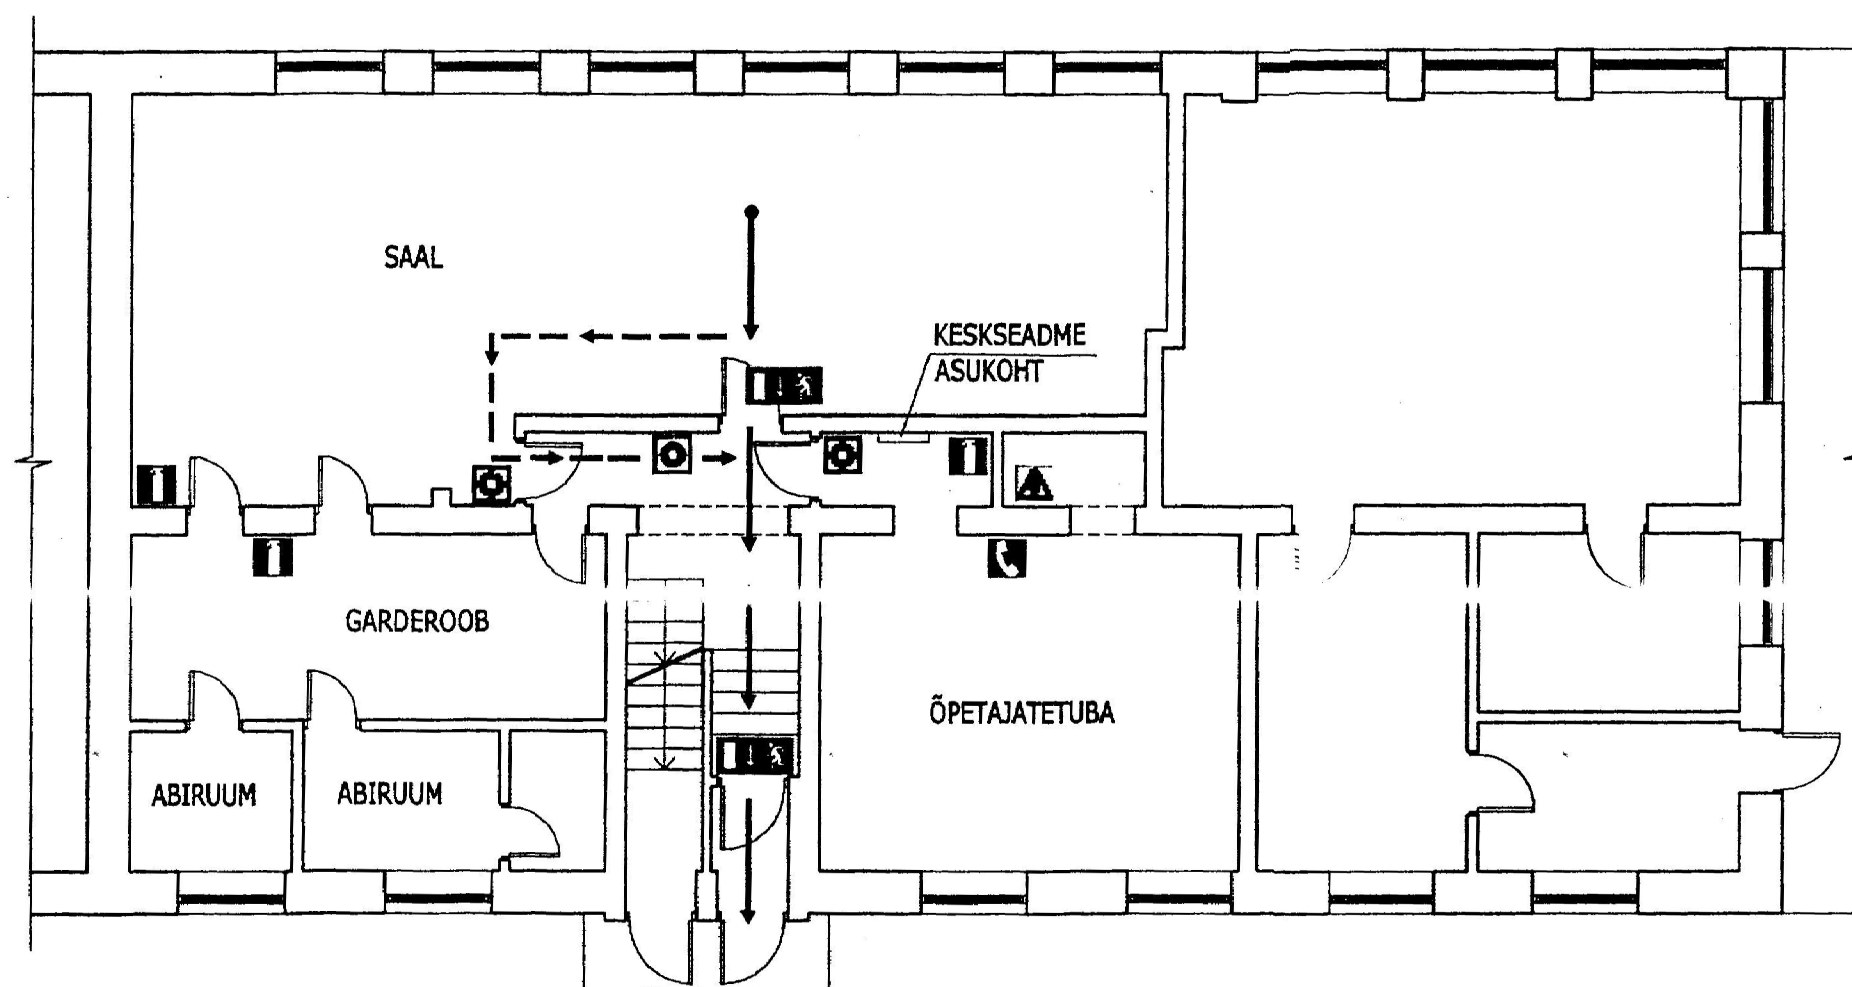 SAAL
KESKSEADME
ASUKOHT
GARDEROOB
ÕPETAJATETUBA
ABIRUUM
ABIRUUM